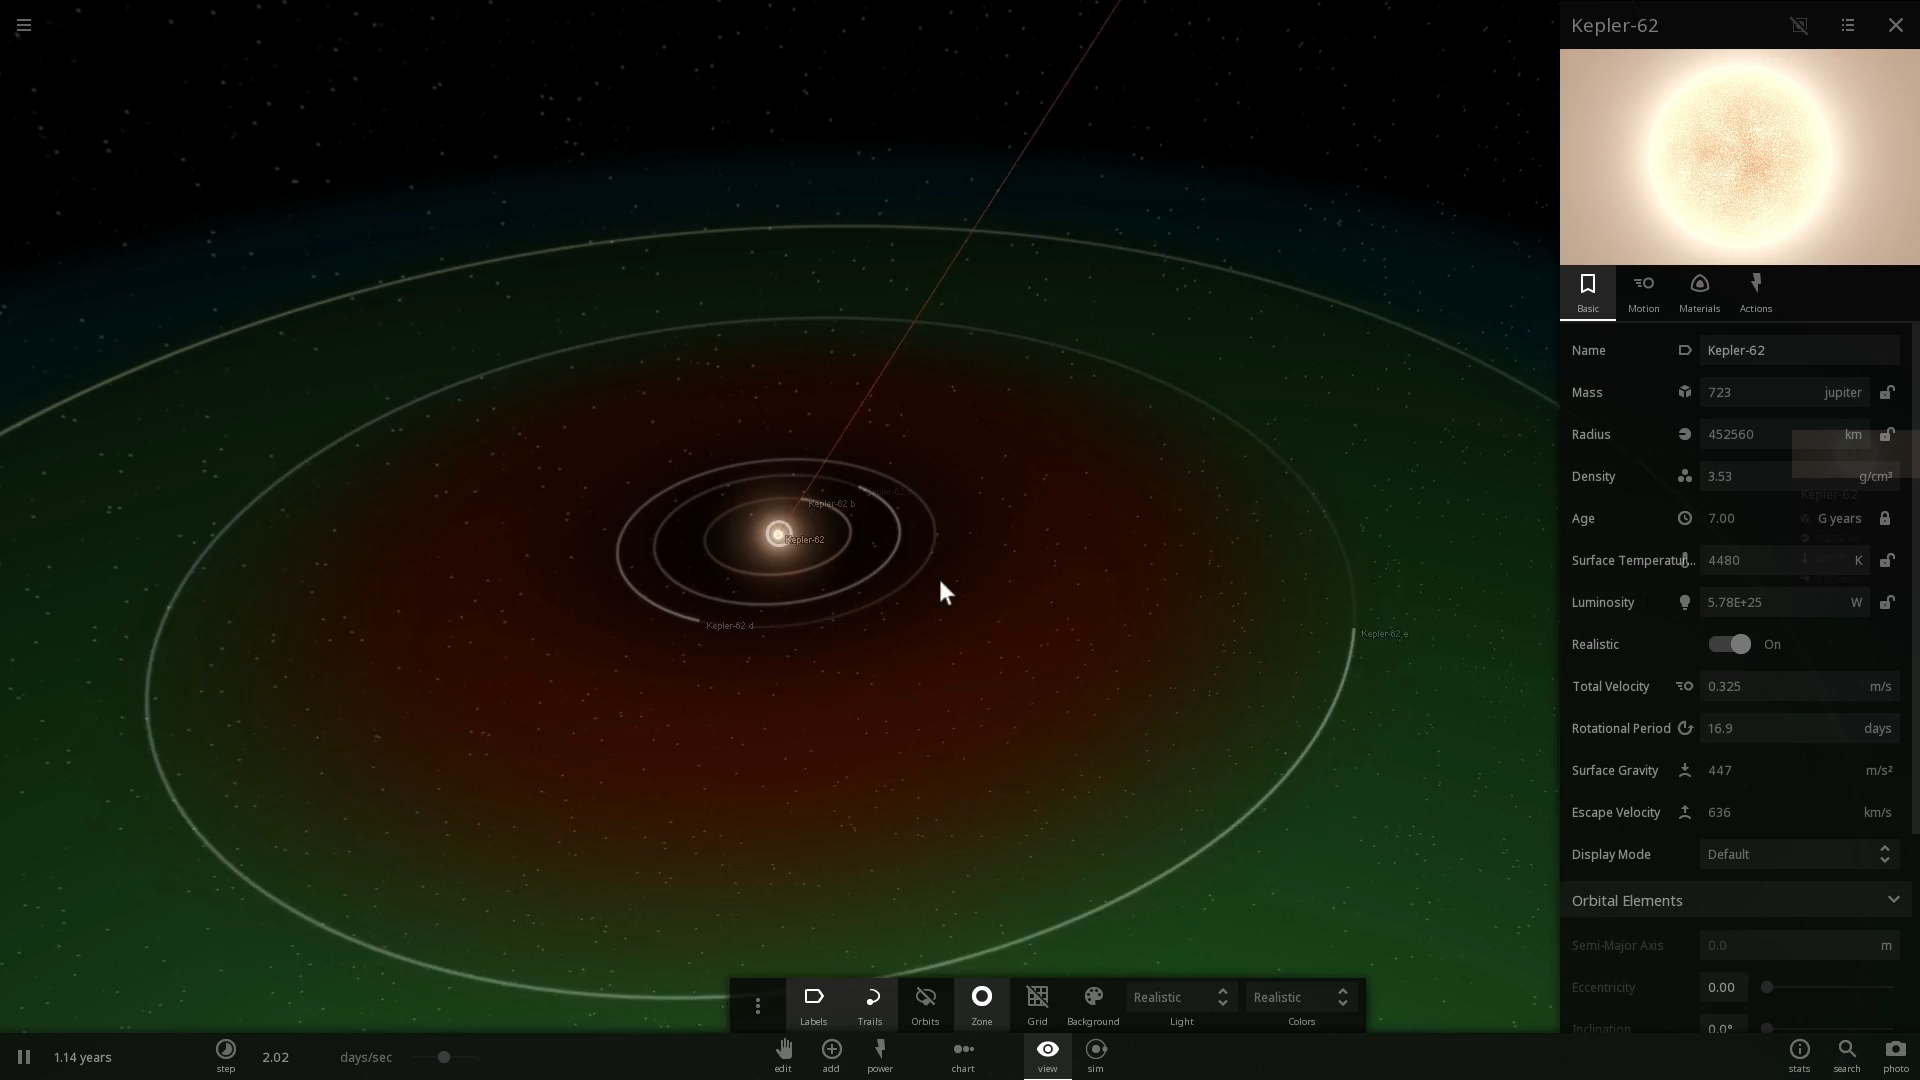 Kepler-62
Kepler-62 b
Kepler-62
Kepler-62 d
Kepler-62 e
Basic
Motion
Materials
Actions
Name
Kepler-62
Mass
723
jupiter
Radius
452560
km
Density
3.53
g/cm³
Kepler-62
Age
7.00
G years
Surface Temperatur...
4480
K
Luminosity
5.78E+25
W
Realistic
On
Total Velocity
0.325
m/s
Rotational Period
16.9
days
Surface Gravity
447
m/s²
Escape Velocity
636
km/s
Display Mode
Default
Orbital Elements
Semi-Major Axis
0.0
m
Eccentricity
0.00
Inclination
0.0°
Labels
Trails
Orbits
Zone
Grid
Background
Realistic
Light
Realistic
Colors
1.14 years
step
2.02
days/sec
edit
add
power
chart
view
sim
stats
search
photo